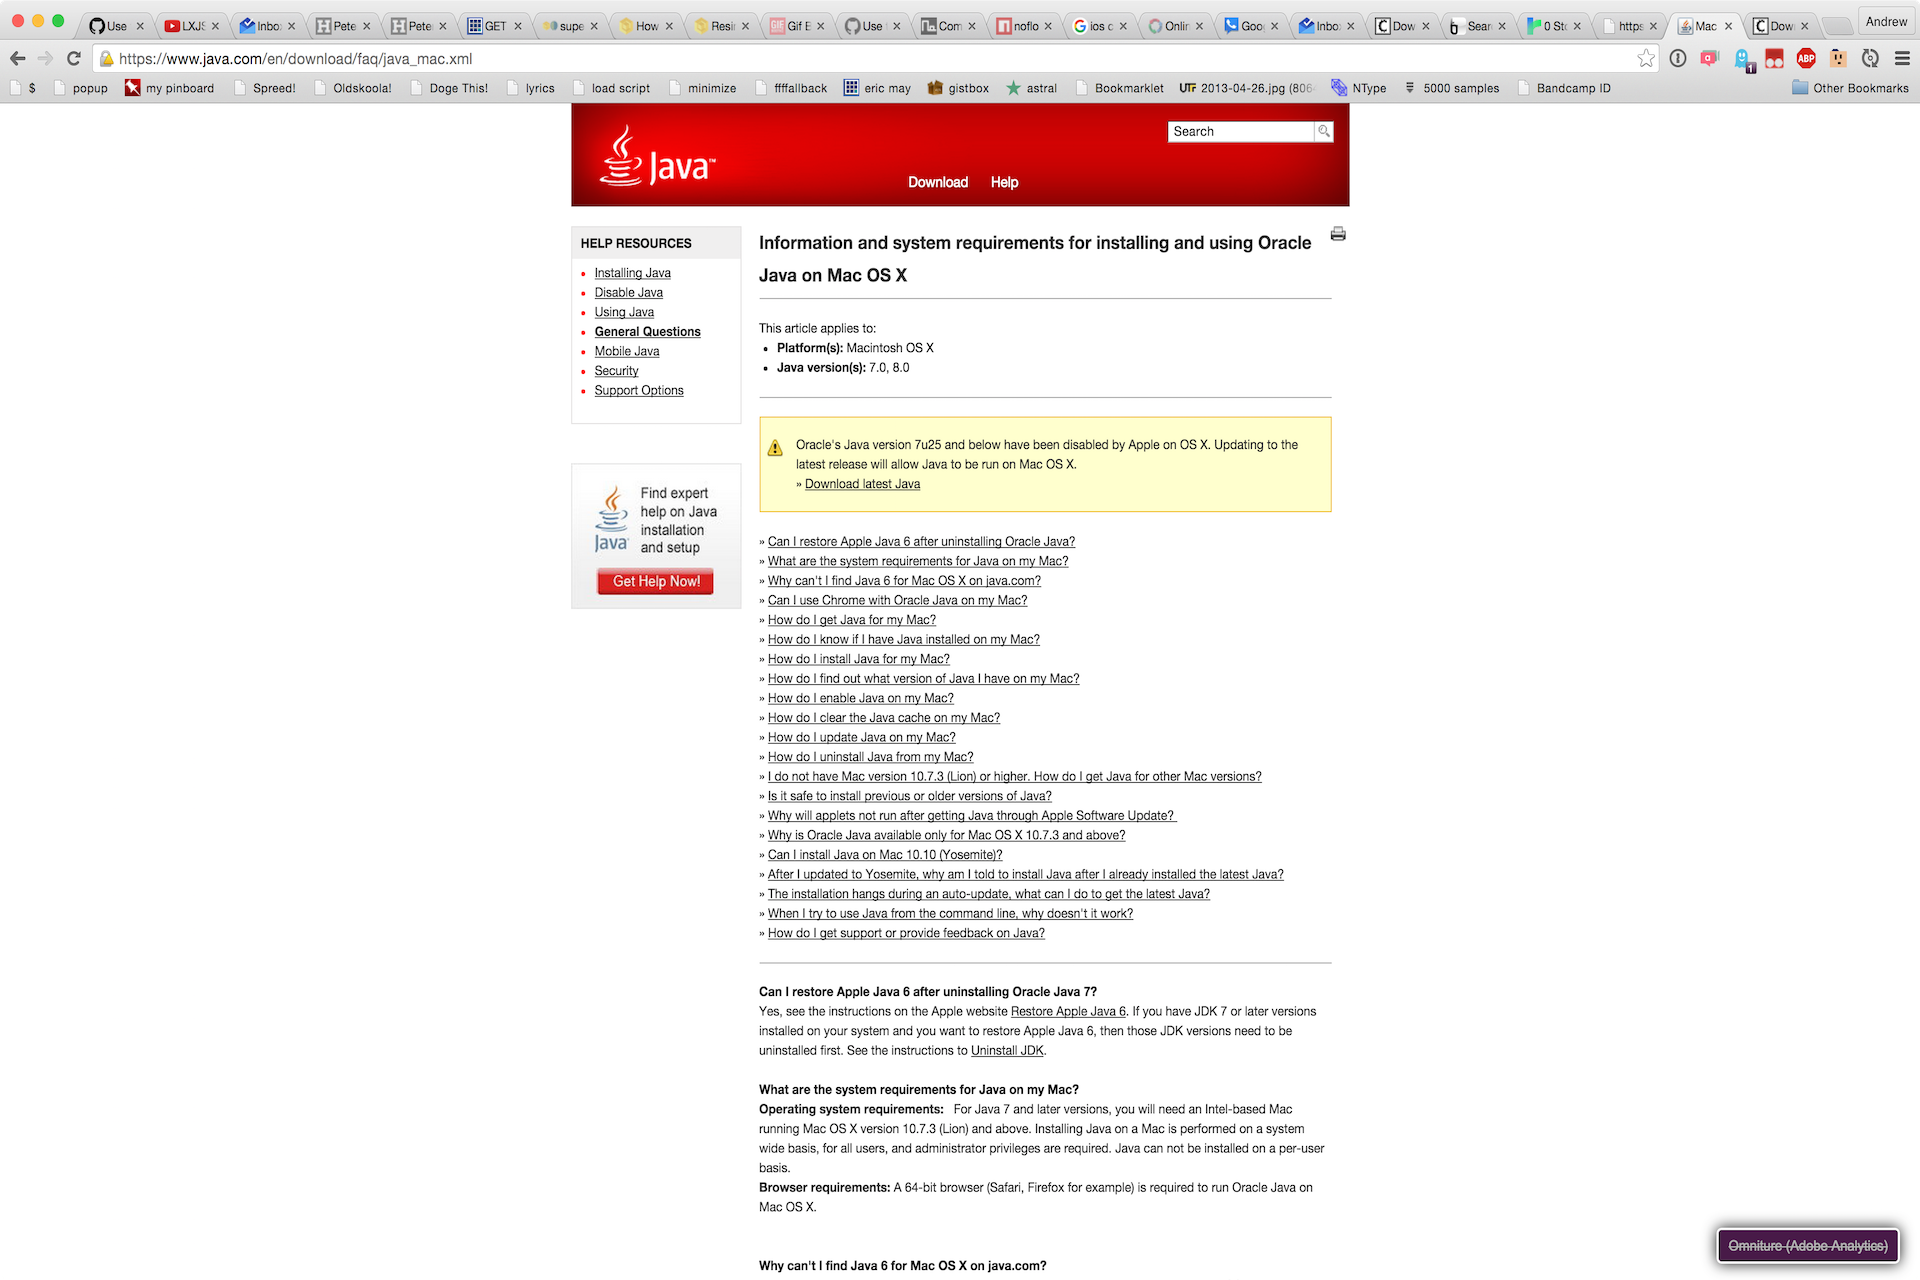 Use LXJS Inbo: Pete Pete GET supe How Resi Gif E Use Com noflo ios c Onlin Goo Inbo: Dow Sear 0 Stc https Mac Dow Andrew
https://www.java.com/en/download/faq/java_mac.xml 1 ABP
$ popup my pinboard Spreed! Oldskoola! Doge This! lyrics load script minimize ffffallback eric may gistbox astral Bookmarklet UTF 2013-04-26.jpg (806 NType 5000 samples Bandcamp ID Other Bookmarks
Search
Java™
Download Help
HELP RESOURCES
Installing Java
Disable Java
Using Java
General Questions
Mobile Java
Security
Support Options
Find expert
help on Java
installation
and setup
Java
Get Help Now!
Information and system requirements for installing and using Oracle
Java on Mac OS X
This article applies to:
• Platform(s): Macintosh OS X
• Java version(s): 7.0, 8.0
Oracle's Java version 7u25 and below have been disabled by Apple on OS X. Updating to the
latest release will allow Java to be run on Mac OS X.
» Download latest Java
» Can I restore Apple Java 6 after uninstalling Oracle Java?
» What are the system requirements for Java on my Mac?
» Why can't I find Java 6 for Mac OS X on java.com?
» Can I use Chrome with Oracle Java on my Mac?
» How do I get Java for my Mac?
» How do I know if I have Java installed on my Mac?
» How do I install Java for my Mac?
» How do I find out what version of Java I have on my Mac?
» How do I enable Java on my Mac?
» How do I clear the Java cache on my Mac?
» How do I update Java on my Mac?
» How do I uninstall Java from my Mac?
» I do not have Mac version 10.7.3 (Lion) or higher. How do I get Java for other Mac versions?
» Is it safe to install previous or older versions of Java?
» Why will applets not run after getting Java through Apple Software Update?
» Why is Oracle Java available only for Mac OS X 10.7.3 and above?
» Can I install Java on Mac 10.10 (Yosemite)?
» After I updated to Yosemite, why am I told to install Java after I already installed the latest Java?
» The installation hangs during an auto-update, what can I do to get the latest Java?
» When I try to use Java from the command line, why doesn't it work?
» How do I get support or provide feedback on Java?
Can I restore Apple Java 6 after uninstalling Oracle Java 7?
Yes, see the instructions on the Apple website Restore Apple Java 6. If you have JDK 7 or later versions
installed on your system and you want to restore Apple Java 6, then those JDK versions need to be
uninstalled first. See the instructions to Uninstall JDK.
What are the system requirements for Java on my Mac?
Operating system requirements: For Java 7 and later versions, you will need an Intel-based Mac
running Mac OS X version 10.7.3 (Lion) and above. Installing Java on a Mac is performed on a system
wide basis, for all users, and administrator privileges are required. Java can not be installed on a per-user
basis.
Browser requirements: A 64-bit browser (Safari, Firefox for example) is required to run Oracle Java on
Mac OS X.
Why can't I find Java 6 for Mac OS X on java.com?
Omniture (Adobe Analytics)